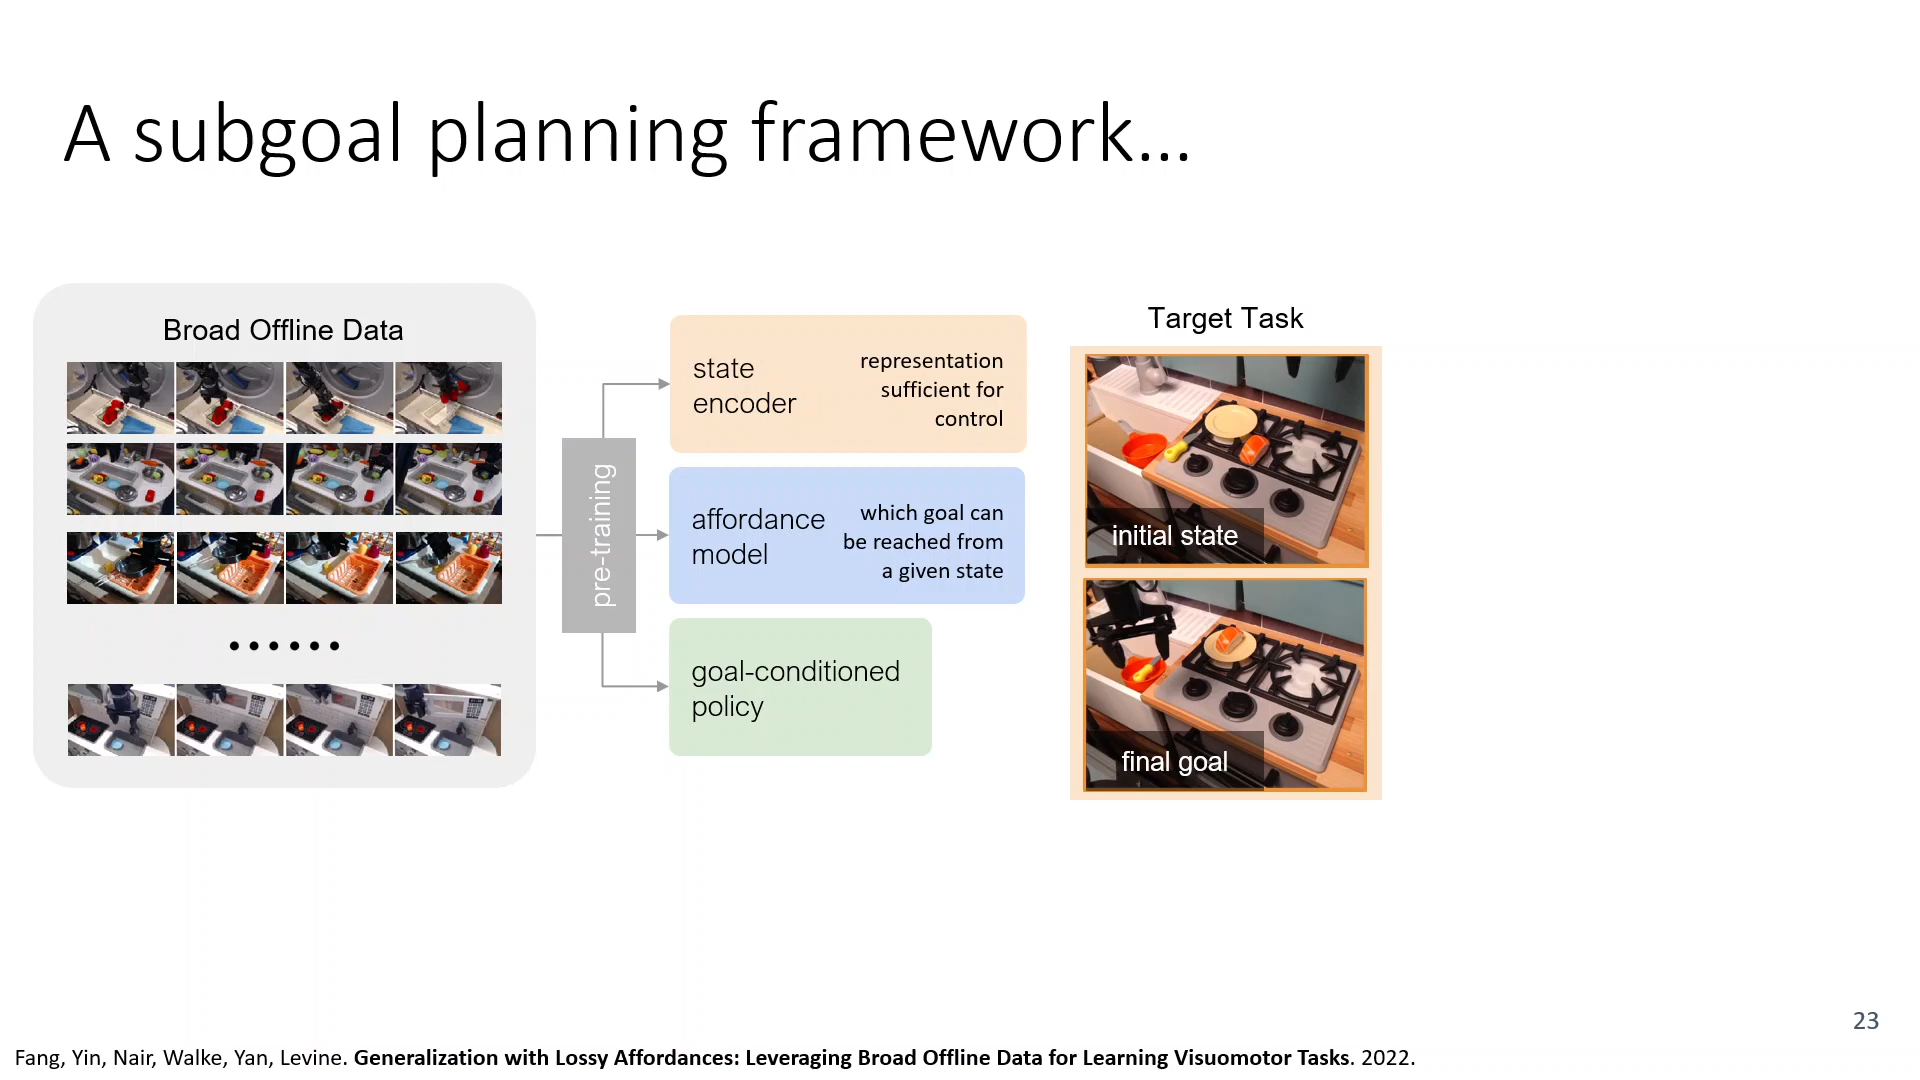 A subgoal planning framework...
Broad Offline Data
pre-training
state
encoder
representation
sufficient for
control
affordance
model
which goal can
be reached from
a given state
goal-conditioned
policy
Target Task
initial state
final goal
23
Fang, Yin, Nair, Walke, Yan, Levine. Generalization with Lossy Affordances: Leveraging Broad Offline Data for Learning Visuomotor Tasks. 2022.